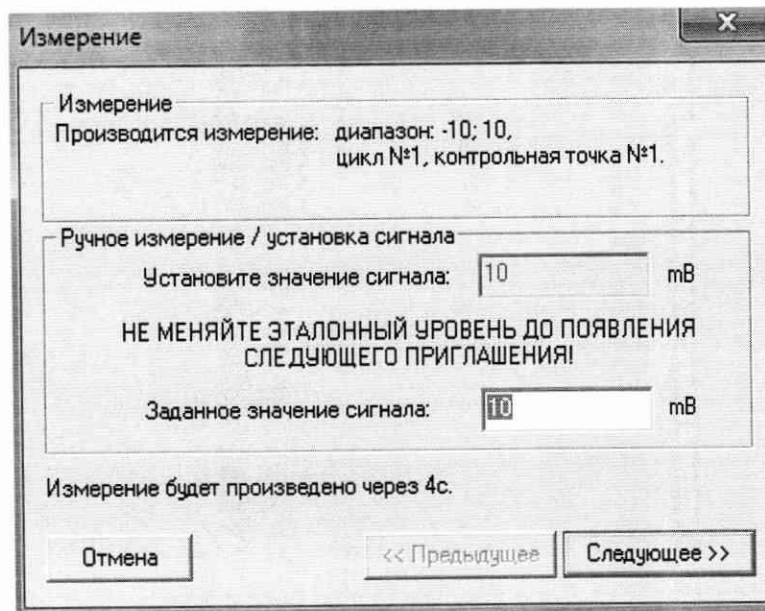 Измерение
X
Измерение
Производится измерение: диапазон: -10; 10,
цикл №1, контрольная точка №1.
Ручное измерение / установка сигнала
Установите значение сигнала: 10 mВ
НЕ МЕНЯЙТЕ ЭТАЛОННЫЙ УРОВЕНЬ ДО ПОЯВЛЕНИЯ
СЛЕДУЮЩЕГО ПРИГЛАШЕНИЯ!
Заданное значение сигнала: 10 mВ
Измерение будет произведено через 4с.
Отмена << Предыдущее Следующее >>